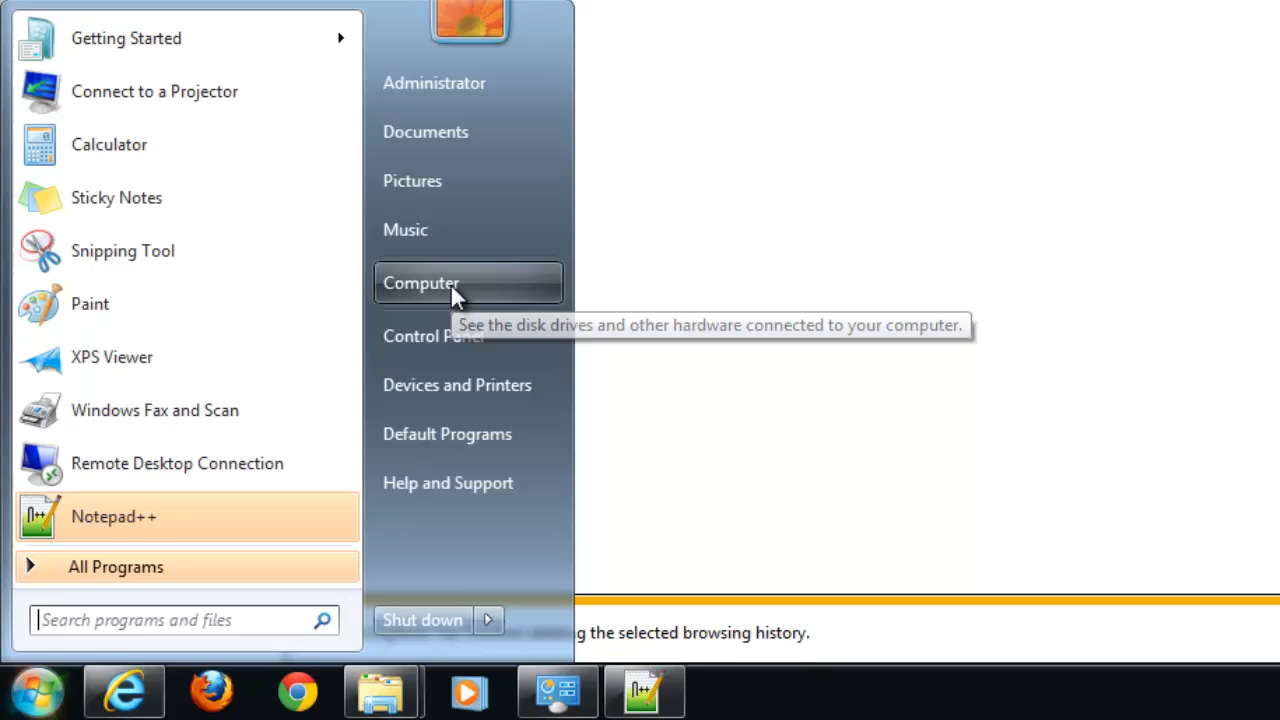 Getting Started
Connect to a Projector
Calculator
Sticky Notes
Snipping Tool
Paint
XPS Viewer
Windows Fax and Scan
Remote Desktop Connection
Notepad++
All Programs
Search programs and files
Administrator
Documents
Pictures
Music
Computer
See the disk drives and other hardware connected to your computer.
Control Panel
Devices and Printers
Default Programs
Help and Support
Shut down
the selected browsing history.